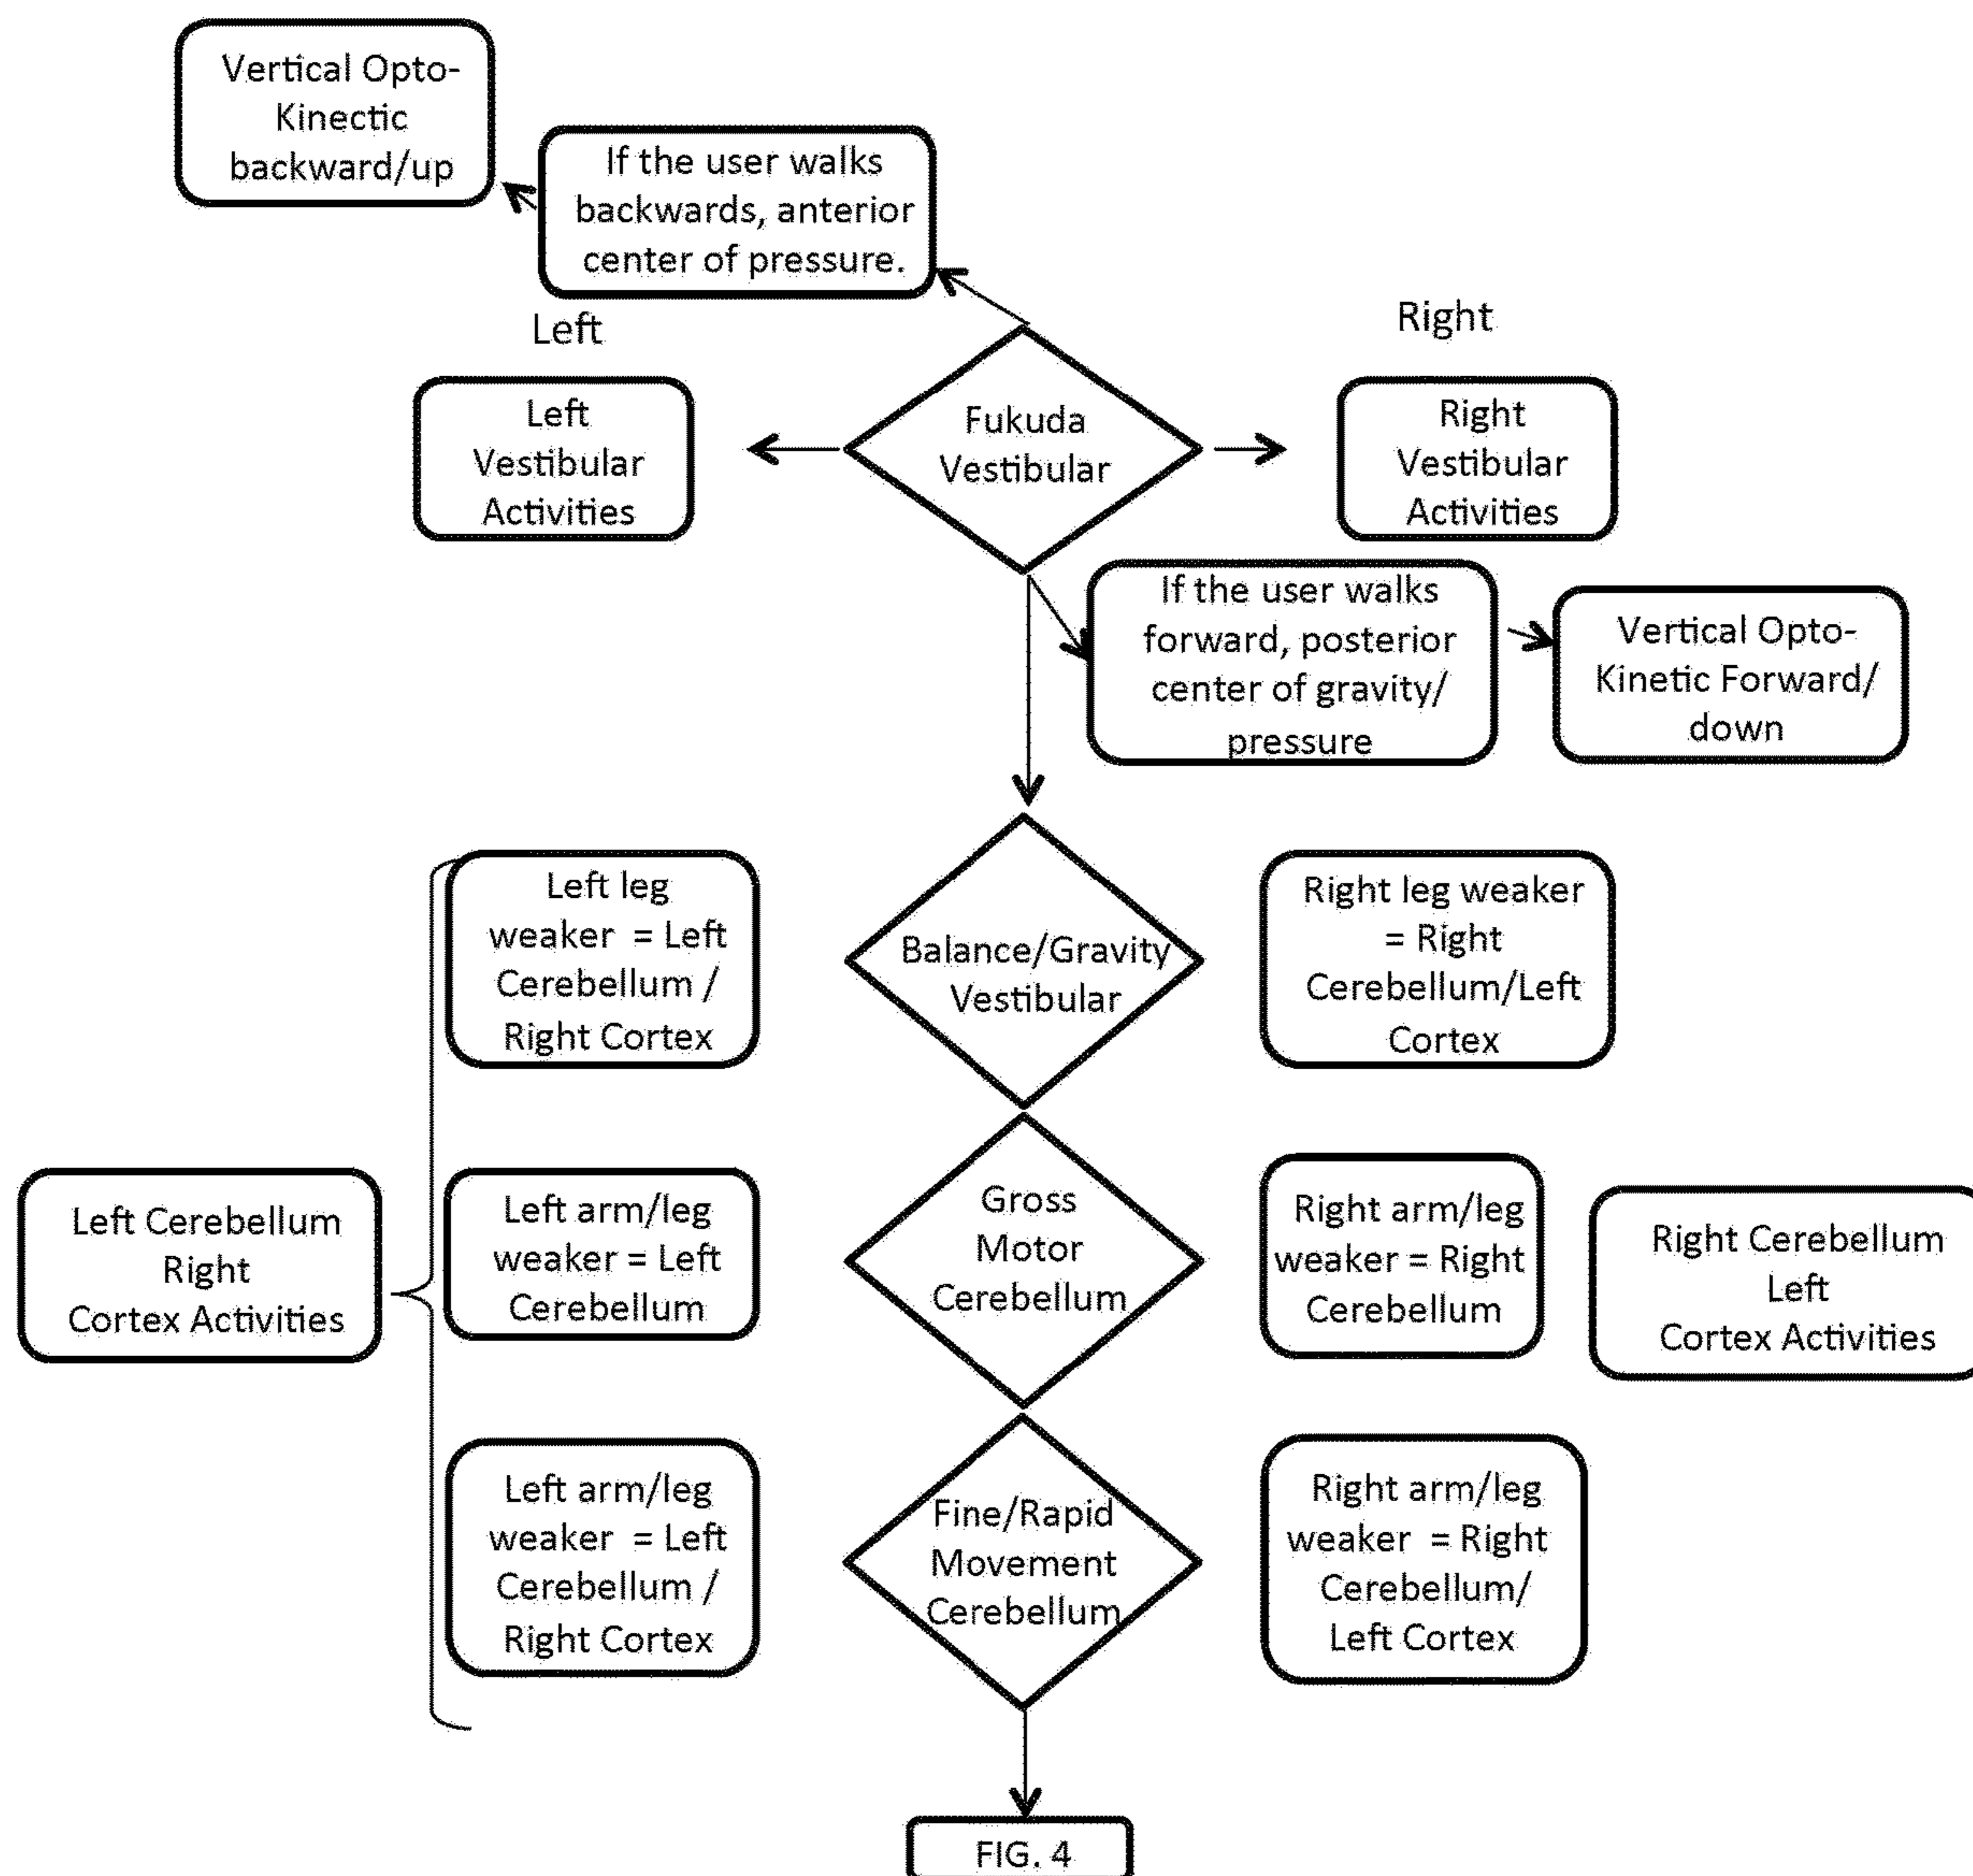 Vertical Opto-
Kinectic
backward/up
If the user walks
backwards, anterior
center of pressure.
Left
Right
Left
Vestibular
Activities
Fukuda
Vestibular
Right
Vestibular
Activities
If the user walks
forward, posterior
center of gravity/
pressure
Vertical Opto-
Kinetic Forward/
down
Left leg
weaker = Left
Cerebellum /
Right Cortex
Balance/Gravity
Vestibular
Right leg weaker
= Right
Cerebellum/Left
Cortex
Left Cerebellum
Right
Cortex Activities
Left arm/leg
weaker = Left
Cerebellum
Gross
Motor
Cerebellum
Right arm/leg
weaker = Right
Cerebellum
Right Cerebellum
Left
Cortex Activities
Left arm/leg
weaker = Left
Cerebellum /
Right Cortex
Fine/Rapid
Movement
Cerebellum
Right arm/leg
weaker = Right
Cerebellum/
Left Cortex
FIG. 4